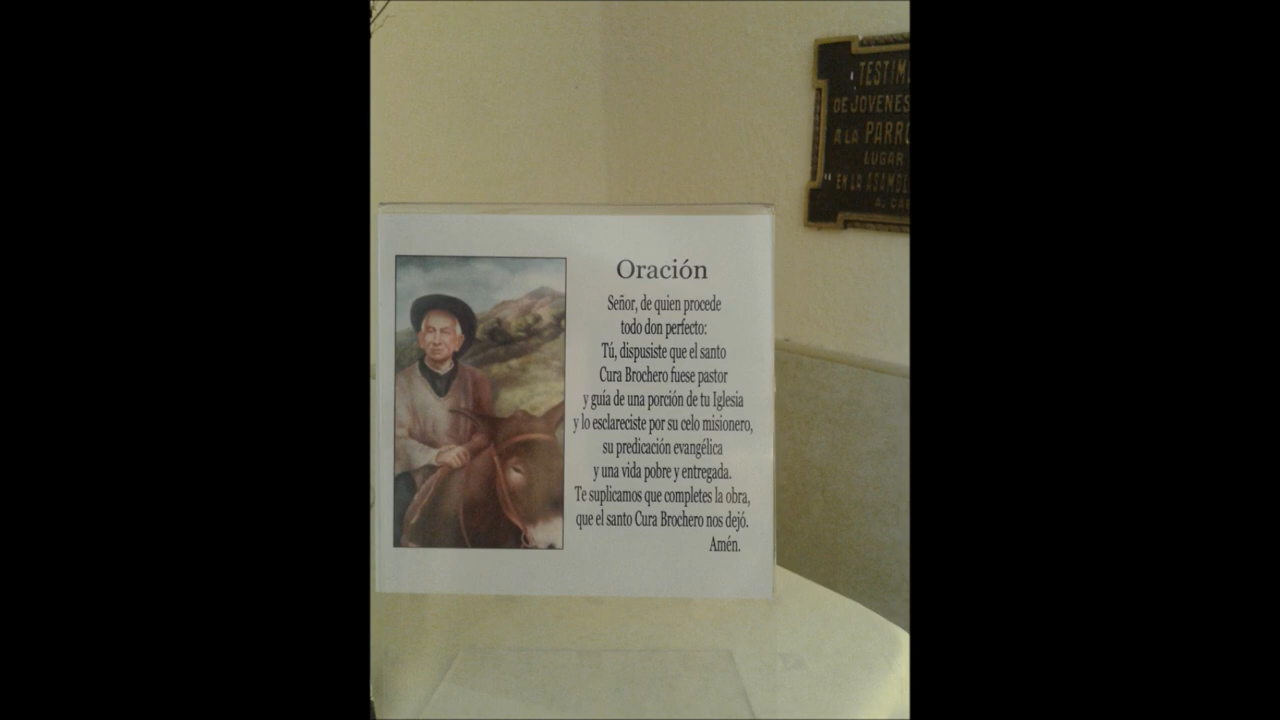 Oración
Señor, de quien procede
todo don perfecto:
Tú, dispusiste que el santo
Cura Brochero fuese pastor
y guía de una porción de tu Iglesia
y lo esclareciste por su celo misionero,
su predicación evangélica
y una vida pobre y entregada.
Te suplicamos que completes la obra,
que el santo Cura Brochero nos dejó.
Amén.
TESTIM
DE JOVENES
A LA PARRO
LUGAR
EN LA ASAMBL